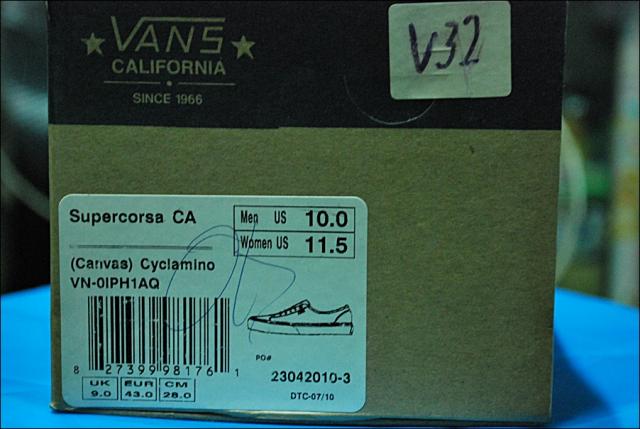 VANS
CALIFORNIA
SINCE 1966
V32
Supercorsa CA
Men US 10.0
Women US 11.5
(Canvas) Cyclamino
VN-0IPH1AQ
8 27399 98176 1
UK EUR CM
9.0 43.0 28.0
PO#
23042010-3
DTC-07/10